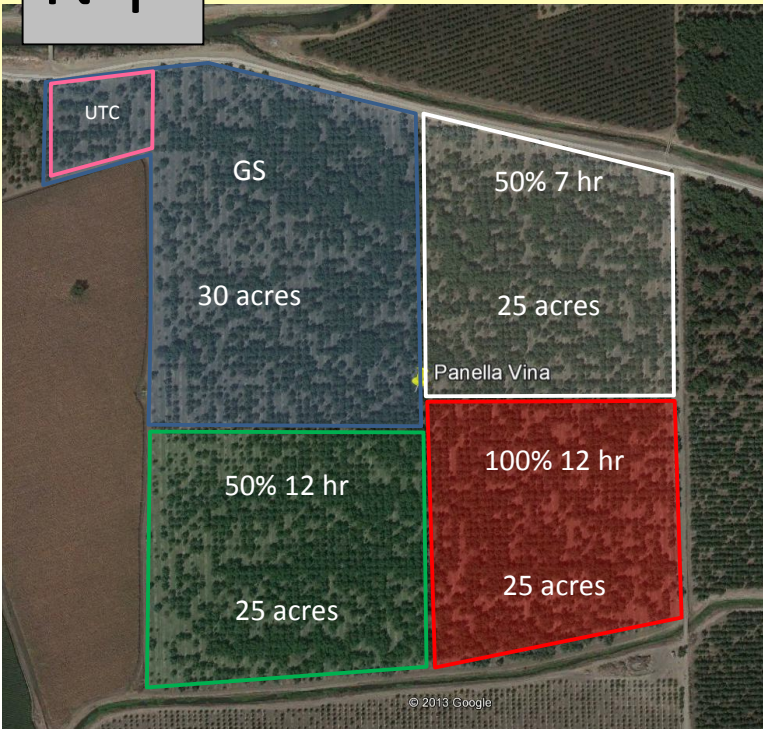 UTC
GS
50% 7 hr
30 acres
25 acres
Panella Vina
50% 12 hr
100% 12 hr
25 acres
25 acres
© 2013 Google